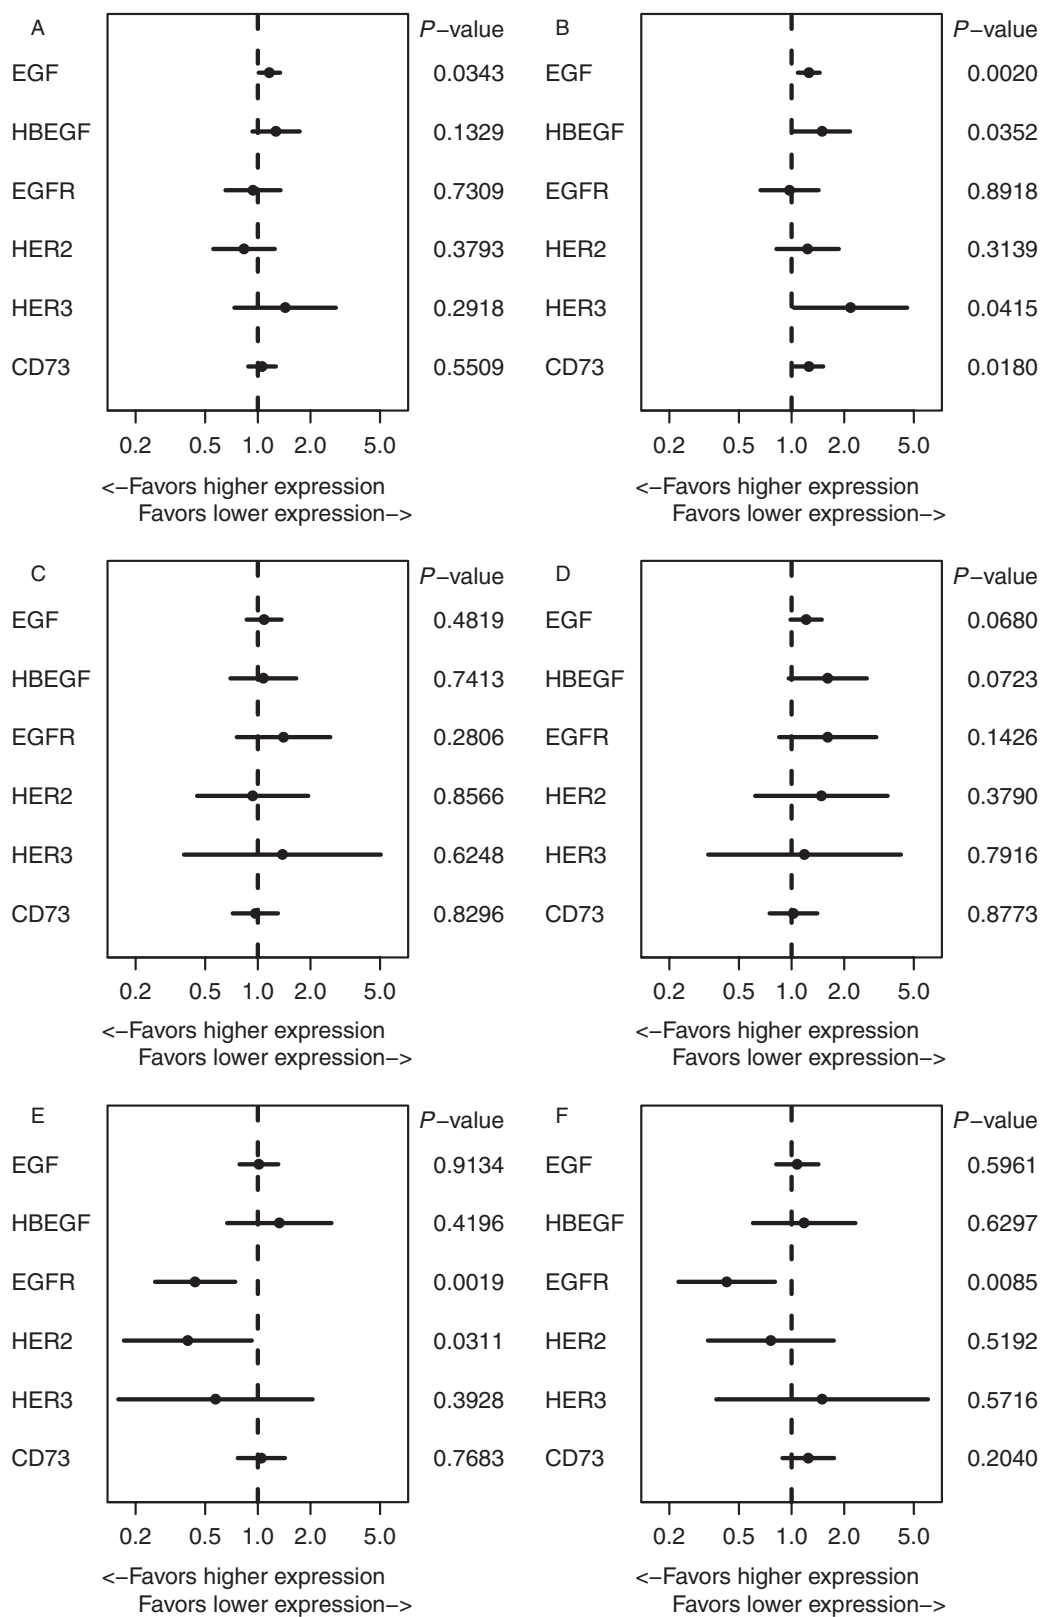 A P–value B P–value
EGF 0.0343 EGF 0.0020
HBEGF 0.1329 HBEGF 0.0352
EGFR 0.7309 EGFR 0.8918
HER2 0.3793 HER2 0.3139
HER3 0.2918 HER3 0.0415
CD73 0.5509 CD73 0.0180
0.2 0.5 1.0 2.0 5.0 0.2 0.5 1.0 2.0 5.0
<–Favors higher expression <–Favors higher expression
Favors lower expression–> Favors lower expression–>
C P–value D P–value
EGF 0.4819 EGF 0.0680
HBEGF 0.7413 HBEGF 0.0723
EGFR 0.2806 EGFR 0.1426
HER2 0.8566 HER2 0.3790
HER3 0.6248 HER3 0.7916
CD73 0.8296 CD73 0.8773
0.2 0.5 1.0 2.0 5.0 0.2 0.5 1.0 2.0 5.0
<–Favors higher expression <–Favors higher expression
Favors lower expression–> Favors lower expression–>
E P–value F P–value
EGF 0.9134 EGF 0.5961
HBEGF 0.4196 HBEGF 0.6297
EGFR 0.0019 EGFR 0.0085
HER2 0.0311 HER2 0.5192
HER3 0.3928 HER3 0.5716
CD73 0.7683 CD73 0.2040
0.2 0.5 1.0 2.0 5.0 0.2 0.5 1.0 2.0 5.0
<–Favors higher expression <–Favors higher expression
Favors lower expression–> Favors lower expression–>